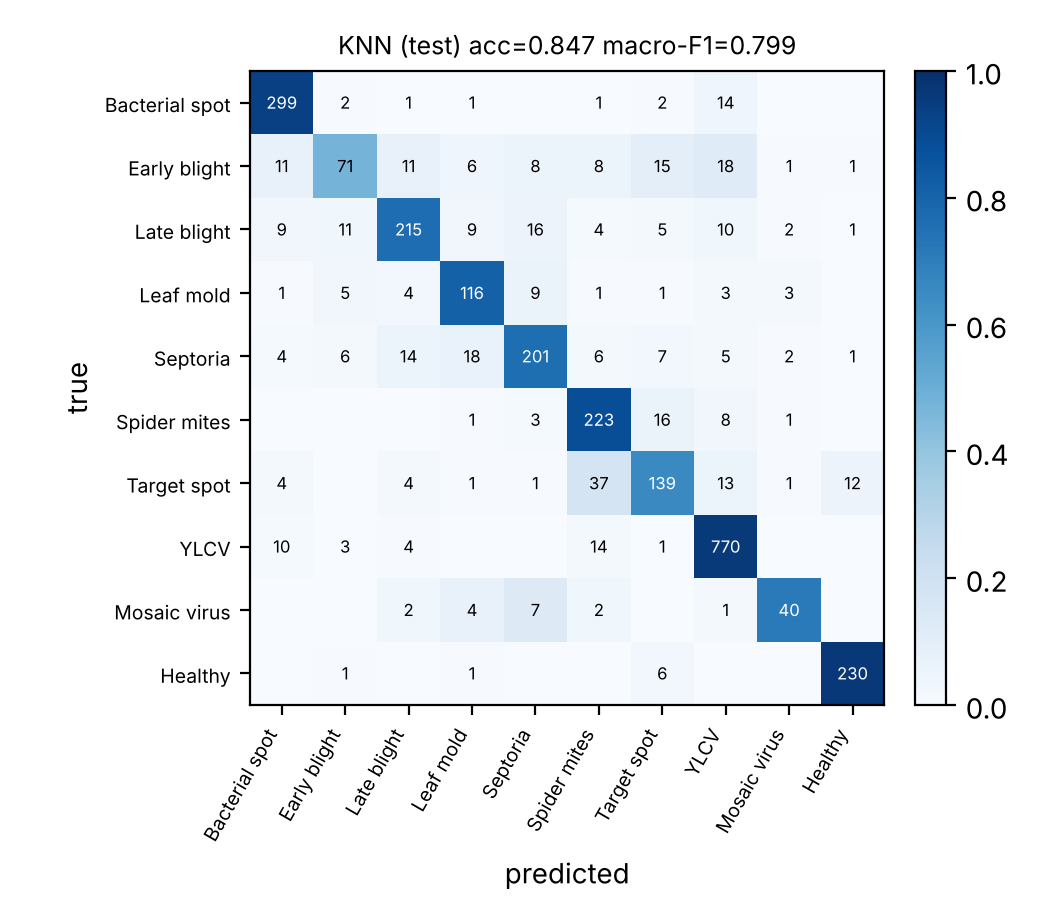 KNN (test) acc=0.847 macro-F1=0.799
Bacterial spot 299 2 1 1 1 2 14
Early blight 11 71 11 6 8 8 15 18 1 1
Late blight 9 11 215 9 16 4 5 10 2 1
Leaf mold 1 5 4 116 9 1 1 3 3
Septoria 4 6 14 18 201 6 7 5 2 1
Spider mites 1 3 223 16 8 1
Target spot 4 4 1 1 37 139 13 1 12
YLCV 10 3 4 14 1 770
Mosaic virus 2 4 7 2 1 40
Healthy 1 1 6 230
true
Bacterial spot
Early blight
Late blight
Leaf mold
Septoria
Spider mites
Target spot
YLCV
Mosaic virus
Healthy
predicted
1.0
0.8
0.6
0.4
0.2
0.0